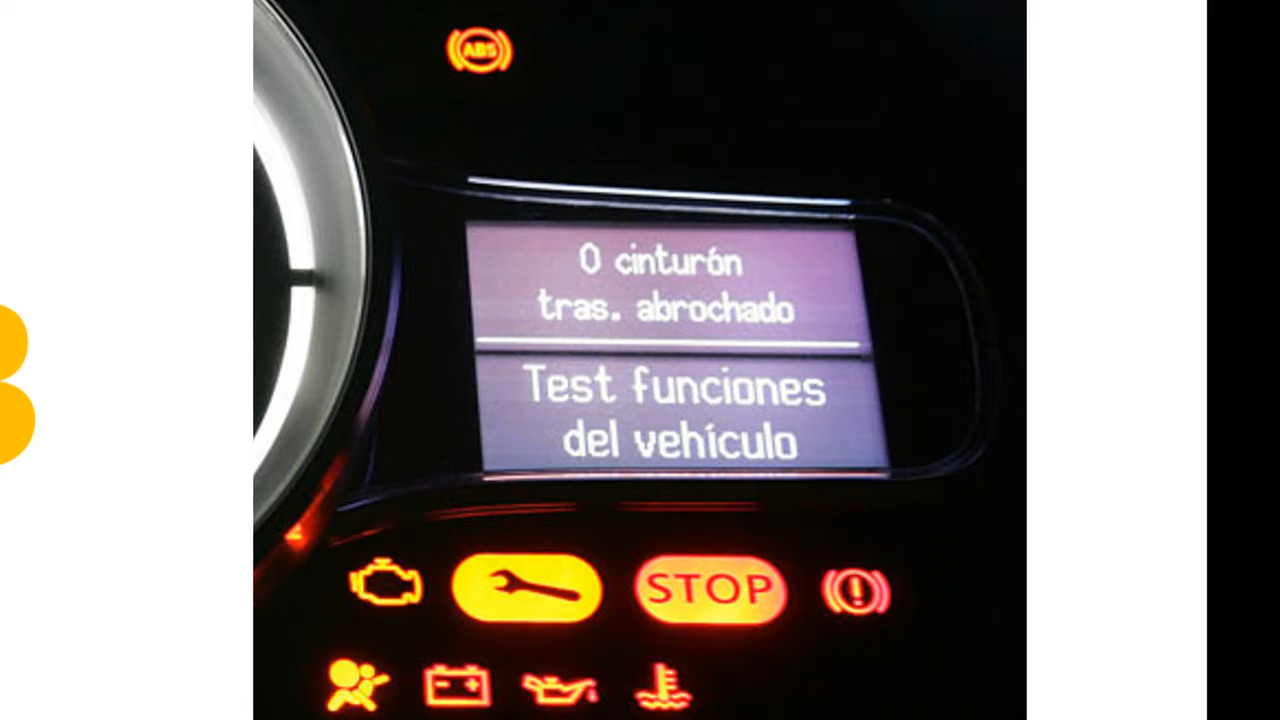 ABS
0 cinturón
tras. abrochado
Test funciones
del vehículo
STOP